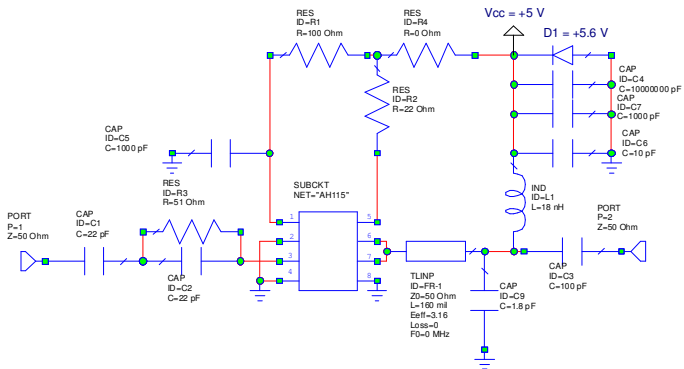 Vcc = +5 V
D1 = +5.6 V
RES
ID=R1
R=100 Ohm
RES
ID=R4
R=0 Ohm
RES
ID=R2
R=22 Ohm
CAP
ID=C4
C=10000000 pF
CAP
ID=C7
C=1000 pF
CAP
ID=C6
C=10 pF
CAP
ID=C5
C=1000 pF
RES
ID=R3
R=51 Ohm
SUBCKT
NET="AH115"
IND
ID=L1
L=18 nH
PORT
P=1
Z=50 Ohm
CAP
ID=C1
C=22 pF
CAP
ID=C2
C=22 pF
1
2
3
4
5
6
7
8
TLINP
ID=FR-1
Z0=50 Ohm
L=160 mil
Eeff=3.16
Loss=0
F0=0 MHz
CAP
ID=C9
C=1.8 pF
CAP
ID=C3
C=100 pF
PORT
P=2
Z=50 Ohm